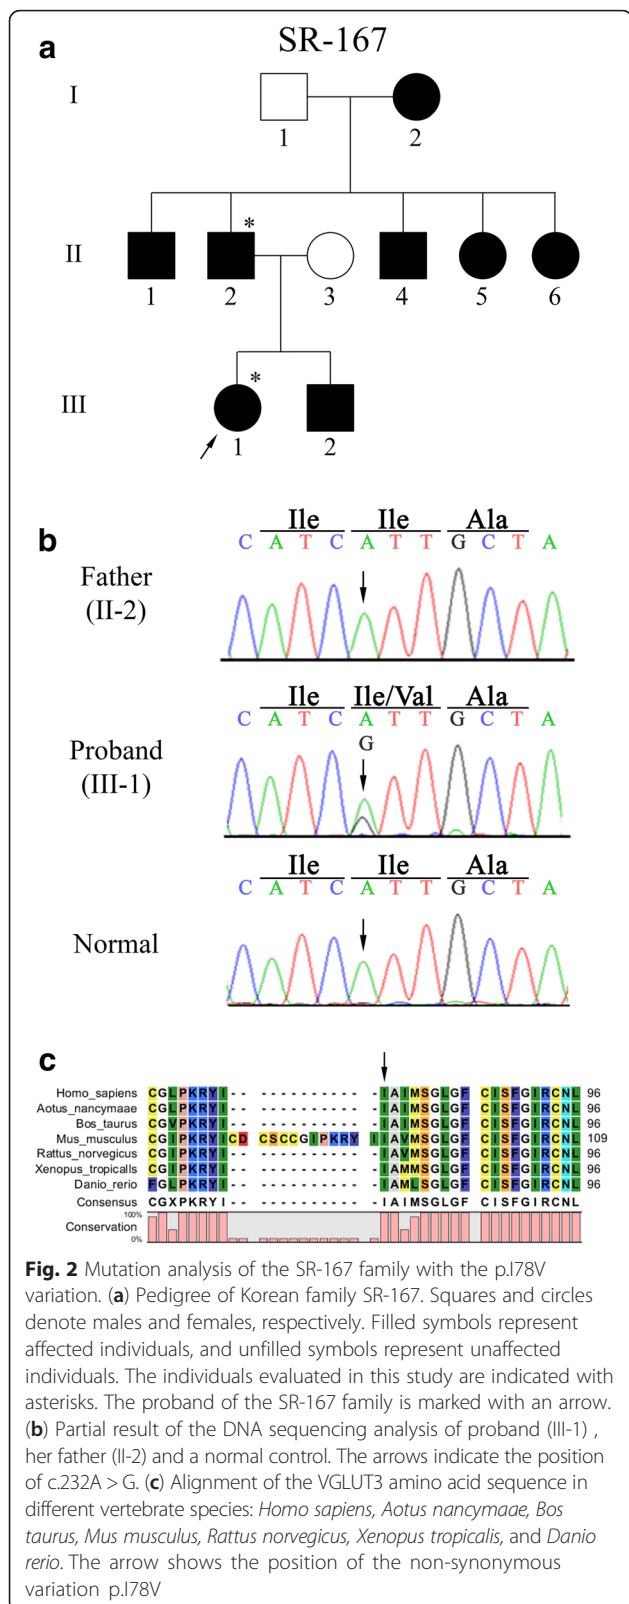 a
SR-167
I
1
2
*
II
1
2
3
4
5
6
*
III
1
2
b
Ile Ile Ala
C A T C A T T G C T A
Father
(II-2)
Ile Ile/Val Ala
C A T C A T T G C T A
G
Proband
(III-1)
Ile Ile Ala
C A T C A T T G C T A
Normal
c
Homo_sapiens CGLPKRYI - - - - - - - - - - - - - - IAIMSGLGF CISFGIRCNL 96
Aotus_nancymaae CGLPKRYI - - - - - - - - - - - - - - IAIMSGLGF CISFGIRCNL 96
Bos_taurus CGVPKRYI - - - - - - - - - - - - - - IAIMSGLGF CISFGIRCNL 96
Mus_musculus CGIPKRYICD CSCCGIPKRY IIAVMSGLGF CISFGIRCNL 109
Rattus_norvegicus CGIPKRYI - - - - - - - - - - - - - - IAVMSGLGF CISFGIRCNL 96
Xenopus_tropicalls CGIPKRYI - - - - - - - - - - - - - - IAMMSGLGF CISFGIRCNL 96
Danio_rerio FGLPKRYI - - - - - - - - - - - - - - IAMLSGLGF CISFGIRCNL 96
Consensus CGXPKRYI - - - - - - - - - - - - - - IAIMSGLGF CISFGIRCNL
100%
Conservation
0%
Fig. 2 Mutation analysis of the SR-167 family with the p.I78V
variation. (a) Pedigree of Korean family SR-167. Squares and circles
denote males and females, respectively. Filled symbols represent
affected individuals, and unfilled symbols represent unaffected
individuals. The individuals evaluated in this study are indicated with
asterisks. The proband of the SR-167 family is marked with an arrow.
(b) Partial result of the DNA sequencing analysis of proband (III-1) ,
her father (II-2) and a normal control. The arrows indicate the position
of c.232A > G. (c) Alignment of the VGLUT3 amino acid sequence in
different vertebrate species: Homo sapiens, Aotus nancymaae, Bos
taurus, Mus musculus, Rattus norvegicus, Xenopus tropicalis, and Danio
rerio. The arrow shows the position of the non-synonymous
variation p.I78V